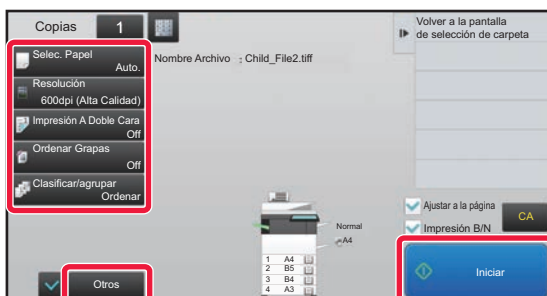 Copias 1
Selec. Papel
Auto.
Resolución
600dpi (Alta Calidad)
Impresión A Doble Cara
Off
Ordenar Grapas
Off
Clasificar/agrupar
Ordenar
Otros
Nombre Archivo : Child_File2.tiff
Normal
A4
1 A4
2 B5
3 B4
4 A3
Volver a la pantalla
de selección de carpeta
Ajustar a la página
Impresión B/N
CA
Iniciar